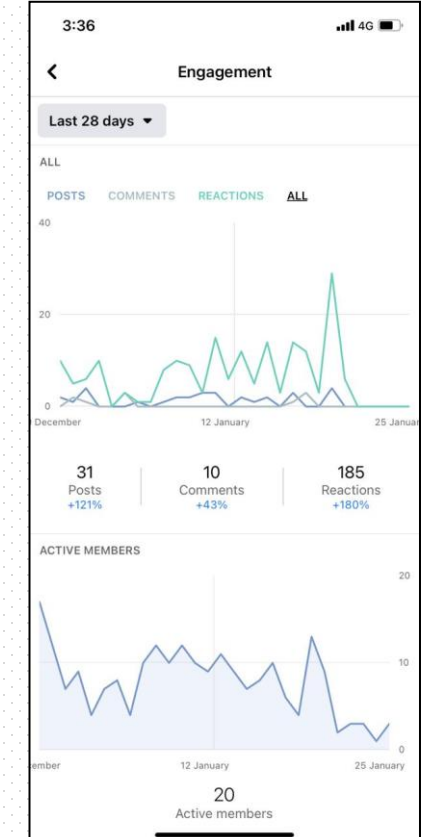 3:36 4G
Engagement
Last 28 days
ALL
POSTS COMMENTS REACTIONS ALL
40
20
0
December 12 January 25 Januar
31 10 185
Posts Comments Reactions
+121% +43% +180%
ACTIVE MEMBERS
20
10
0
ember 12 January 25 January
20
Active members